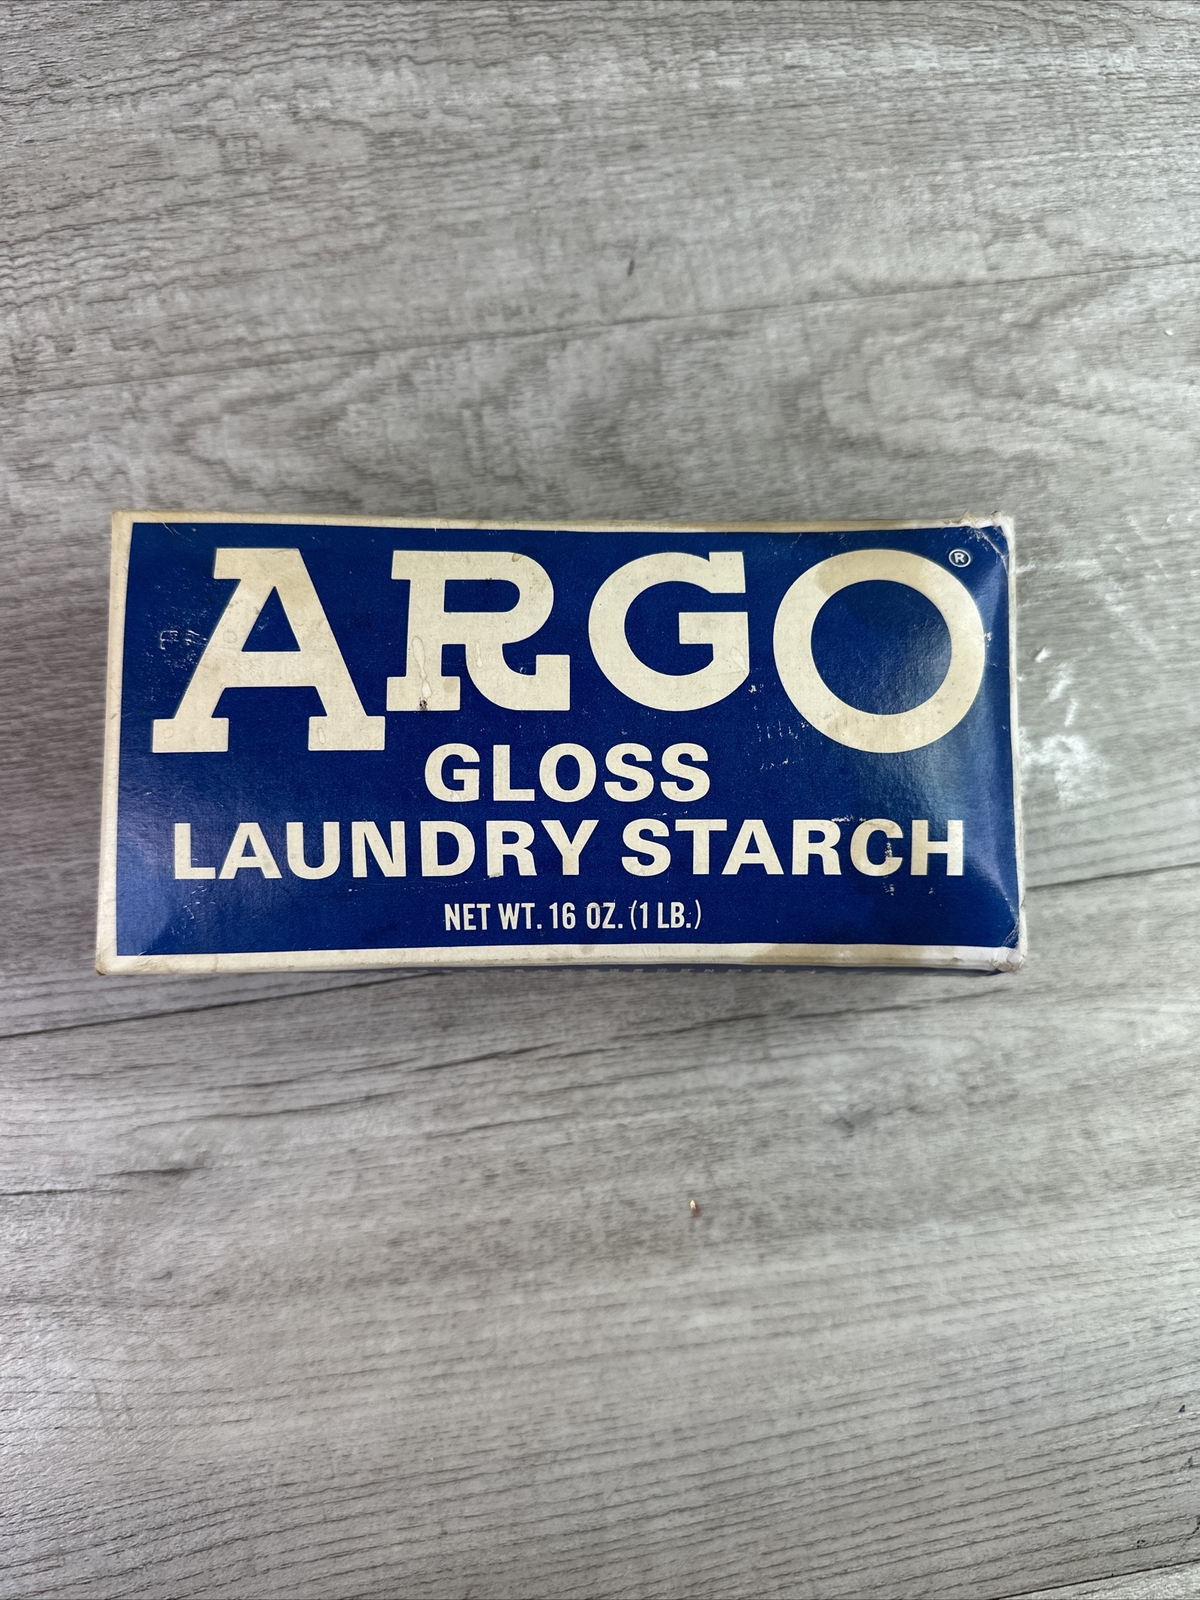 ARGO®
GLOSS
LAUNDRY STARCH
NET WT. 16 OZ. (1 LB.)